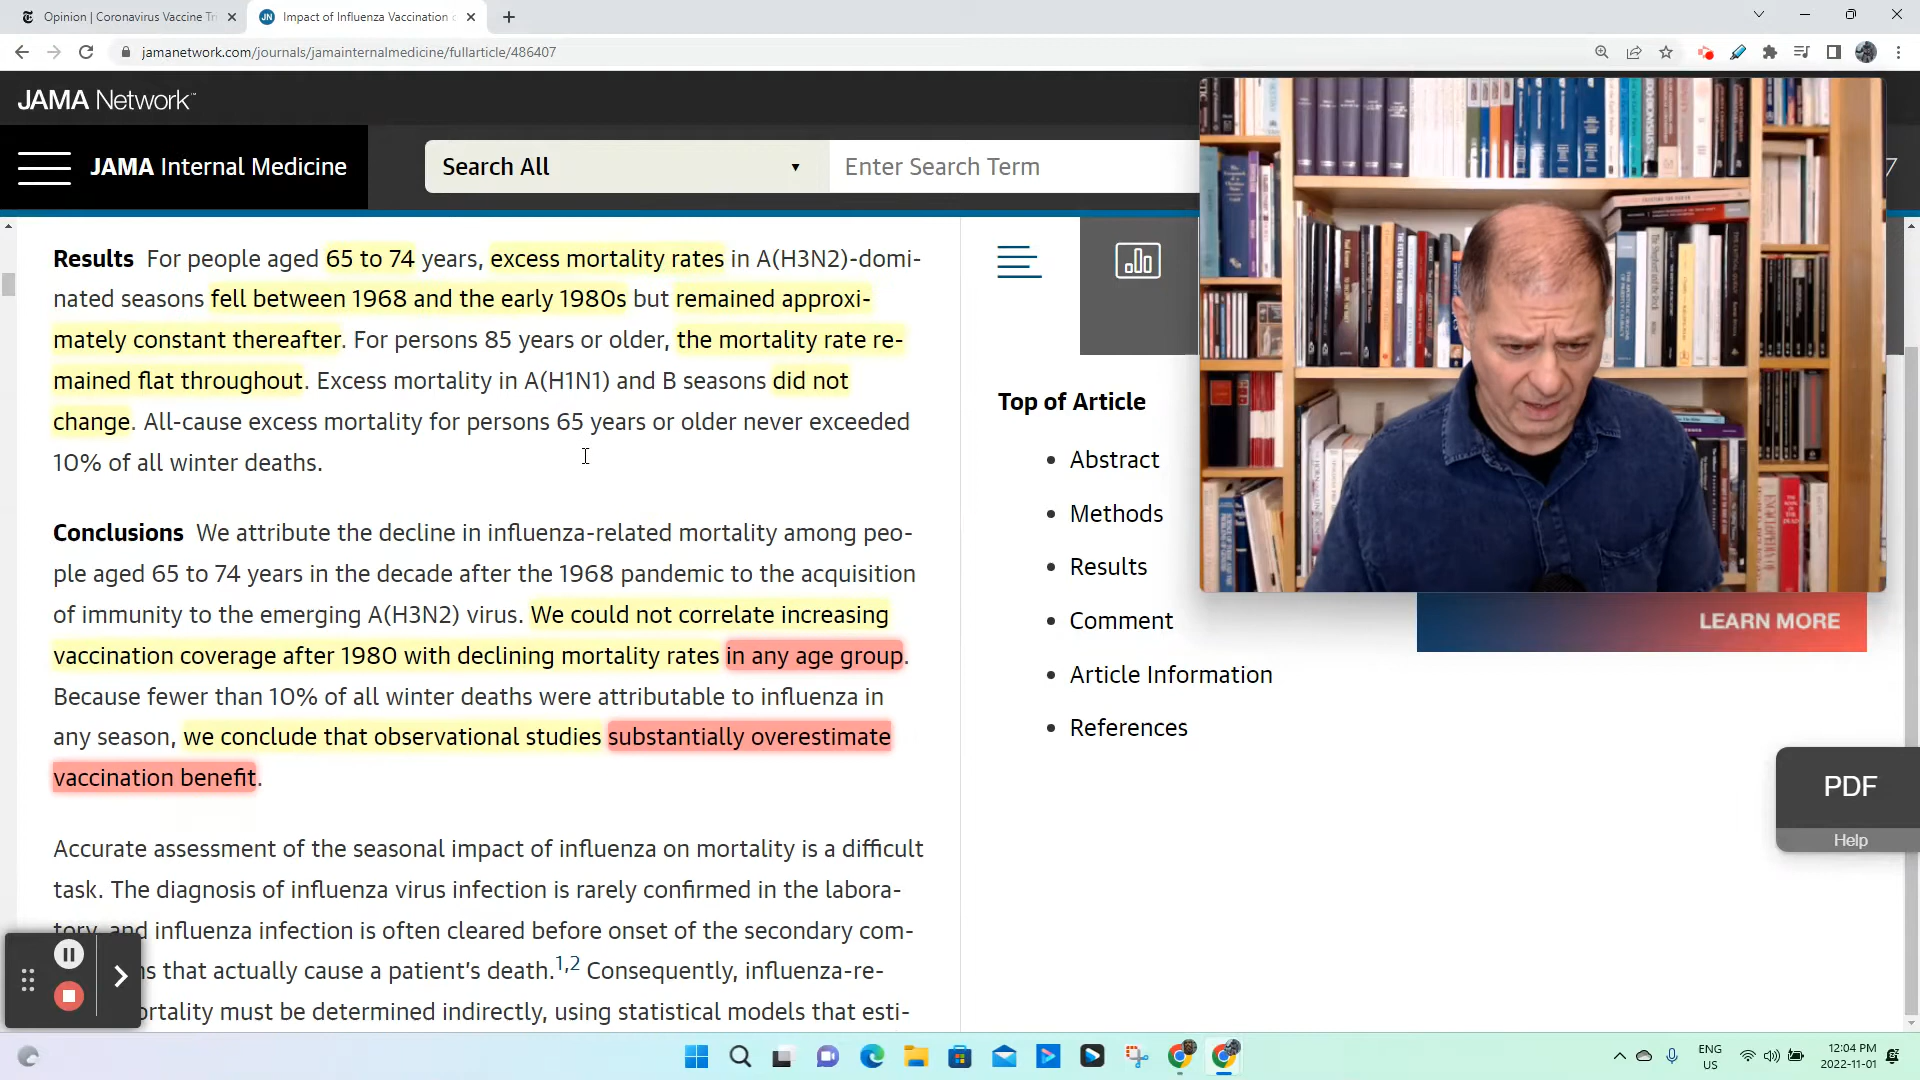 Opinion | Coronavirus Vaccine Tri
Impact of Influenza Vaccination
jamanetwork.com/journals/jamainternalmedicine/fullarticle/486407
JAMA Network
JAMA Internal Medicine
Search All
Enter Search Term
7
Results For people aged 65 to 74 years, excess mortality rates in A(H3N2)-domi-
nated seasons fell between 1968 and the early 1980s but remained approxi-
mately constant thereafter. For persons 85 years or older, the mortality rate re-
mained flat throughout. Excess mortality in A(H1N1) and B seasons did not
change. All-cause excess mortality for persons 65 years or older never exceeded
10% of all winter deaths.
Conclusions We attribute the decline in influenza-related mortality among peo-
ple aged 65 to 74 years in the decade after the 1968 pandemic to the acquisition
of immunity to the emerging A(H3N2) virus. We could not correlate increasing
vaccination coverage after 1980 with declining mortality rates in any age group.
Because fewer than 10% of all winter deaths were attributable to influenza in
any season, we conclude that observational studies substantially overestimate
vaccination benefit.
Accurate assessment of the seasonal impact of influenza on mortality is a difficult
task. The diagnosis of influenza virus infection is rarely confirmed in the labora-
tory, and influenza infection is often cleared before onset of the secondary com-
ns that actually cause a patient's death.1,2 Consequently, influenza-re-
ortality must be determined indirectly, using statistical models that esti-
Top of Article
Abstract
Methods
Results
Comment
Article Information
References
LEARN MORE
PDF
Help
ENG
US
12:04 PM
2022-11-01